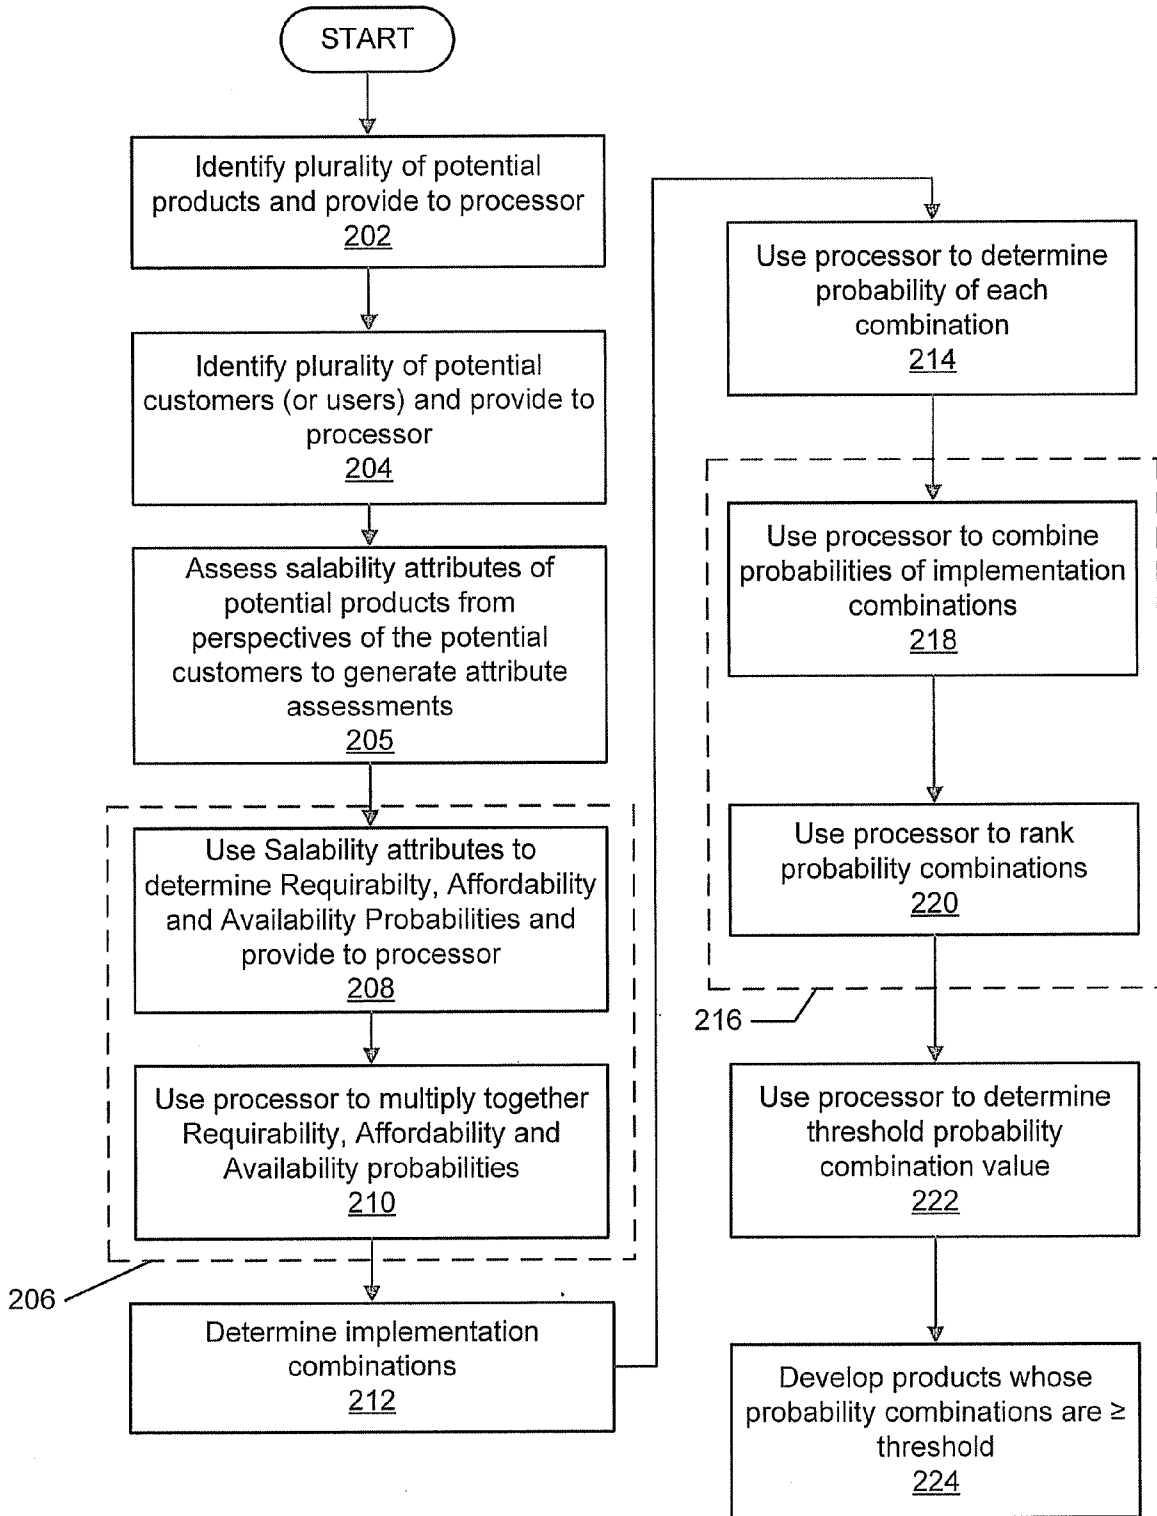 START
Identify plurality of potential
products and provide to processor
202
Identify plurality of potential
customers (or users) and provide to
processor
204
Assess salability attributes of
potential products from
perspectives of the potential
customers to generate attribute
assessments
205
Use Salability attributes to
determine Requirabilty, Affordability
and Availability Probabilities and
provide to processor
208
Use processor to multiply together
Requirability, Affordability and
Availability probabilities
210
206
Determine implementation
combinations
212
Use processor to determine
probability of each
combination
214
Use processor to combine
probabilities of implementation
combinations
218
Use processor to rank
probability combinations
220
216
Use processor to determine
threshold probability
combination value
222
Develop products whose
probability combinations are ≥
threshold
224